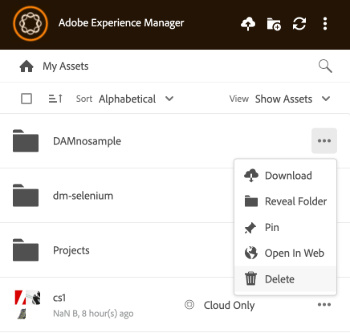 Adobe Experience Manager
My Assets
Sort Alphabetical View Show Assets
DAMnosample
Download
Reveal Folder
dm-selenium
Pin
Open In Web
Projects
Delete
cs1
NaN B, 8 hour(s) ago
Cloud Only